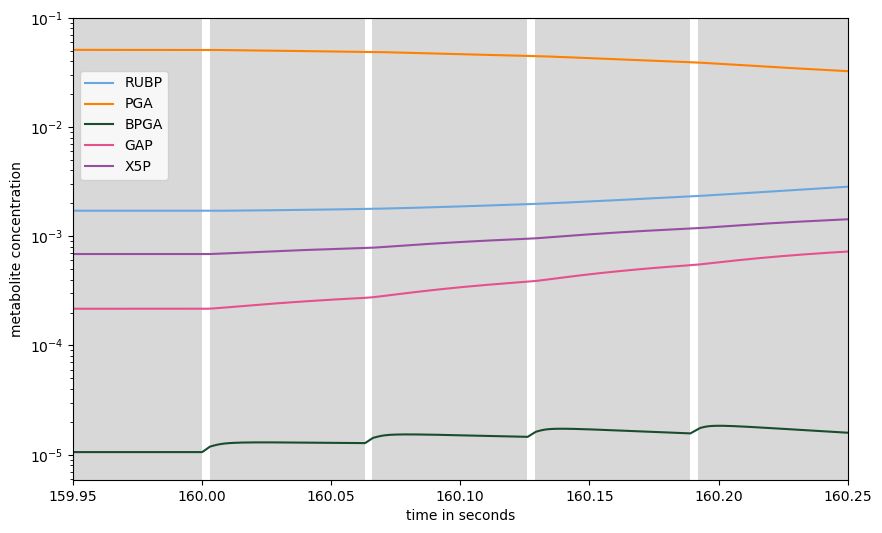 10⁻¹
10⁻²
10⁻³
10⁻⁴
10⁻⁵
metabolite concentration
RUBP
PGA
BPGA
GAP
X5P
159.95 160.00 160.05 160.10 160.15 160.20 160.25
time in seconds